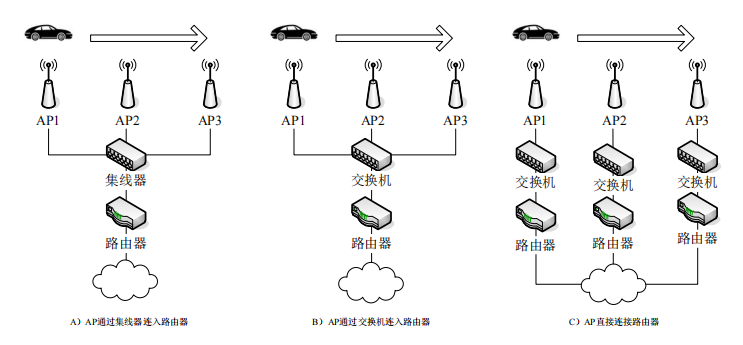 AP1 AP2 AP3
集线器
路由器
A）AP通过集线器连入路由器
AP1 AP2 AP3
交换机
路由器
B）AP通过交换机连入路由器
AP1 AP2 AP3
交换机 交换机 交换机
路由器 路由器 路由器
C）AP直接连接路由器